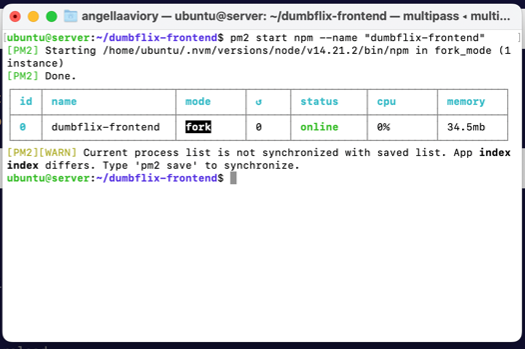 angellaaviory — ubuntu@server: ~/dumbflix-frontend — multipass ◂ multi...
[ubuntu@server:~/dumbflix-frontend$ pm2 start npm --name "dumbflix-frontend" ]
[PM2] Starting /home/ubuntu/.nvm/versions/node/v14.21.2/bin/npm in fork_mode (1
instance)
[PM2] Done.
id name mode ↺ status cpu memory
0 dumbflix-frontend fork 0 online 0% 34.5mb
[PM2][WARN] Current process list is not synchronized with saved list. App index
index differs. Type 'pm2 save' to synchronize.
ubuntu@server:~/dumbflix-frontend$